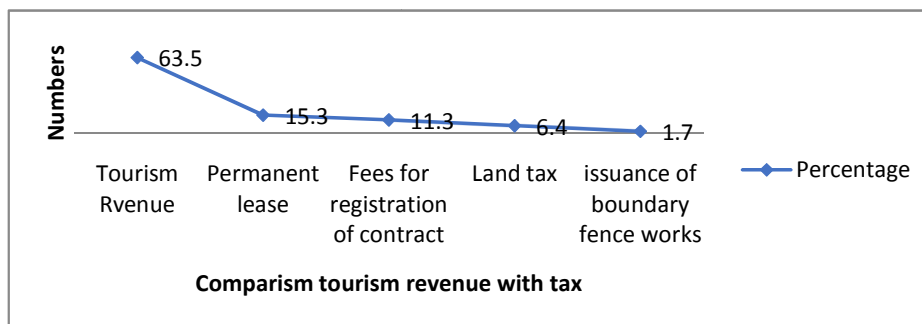 Numbers
63.5
15.3
11.3
6.4
1.7
Tourism
Rvenue
Permanent
lease
Fees for
registration
of contract
Land tax
issuance of
boundary
fence works
Percentage
Comparism tourism revenue with tax